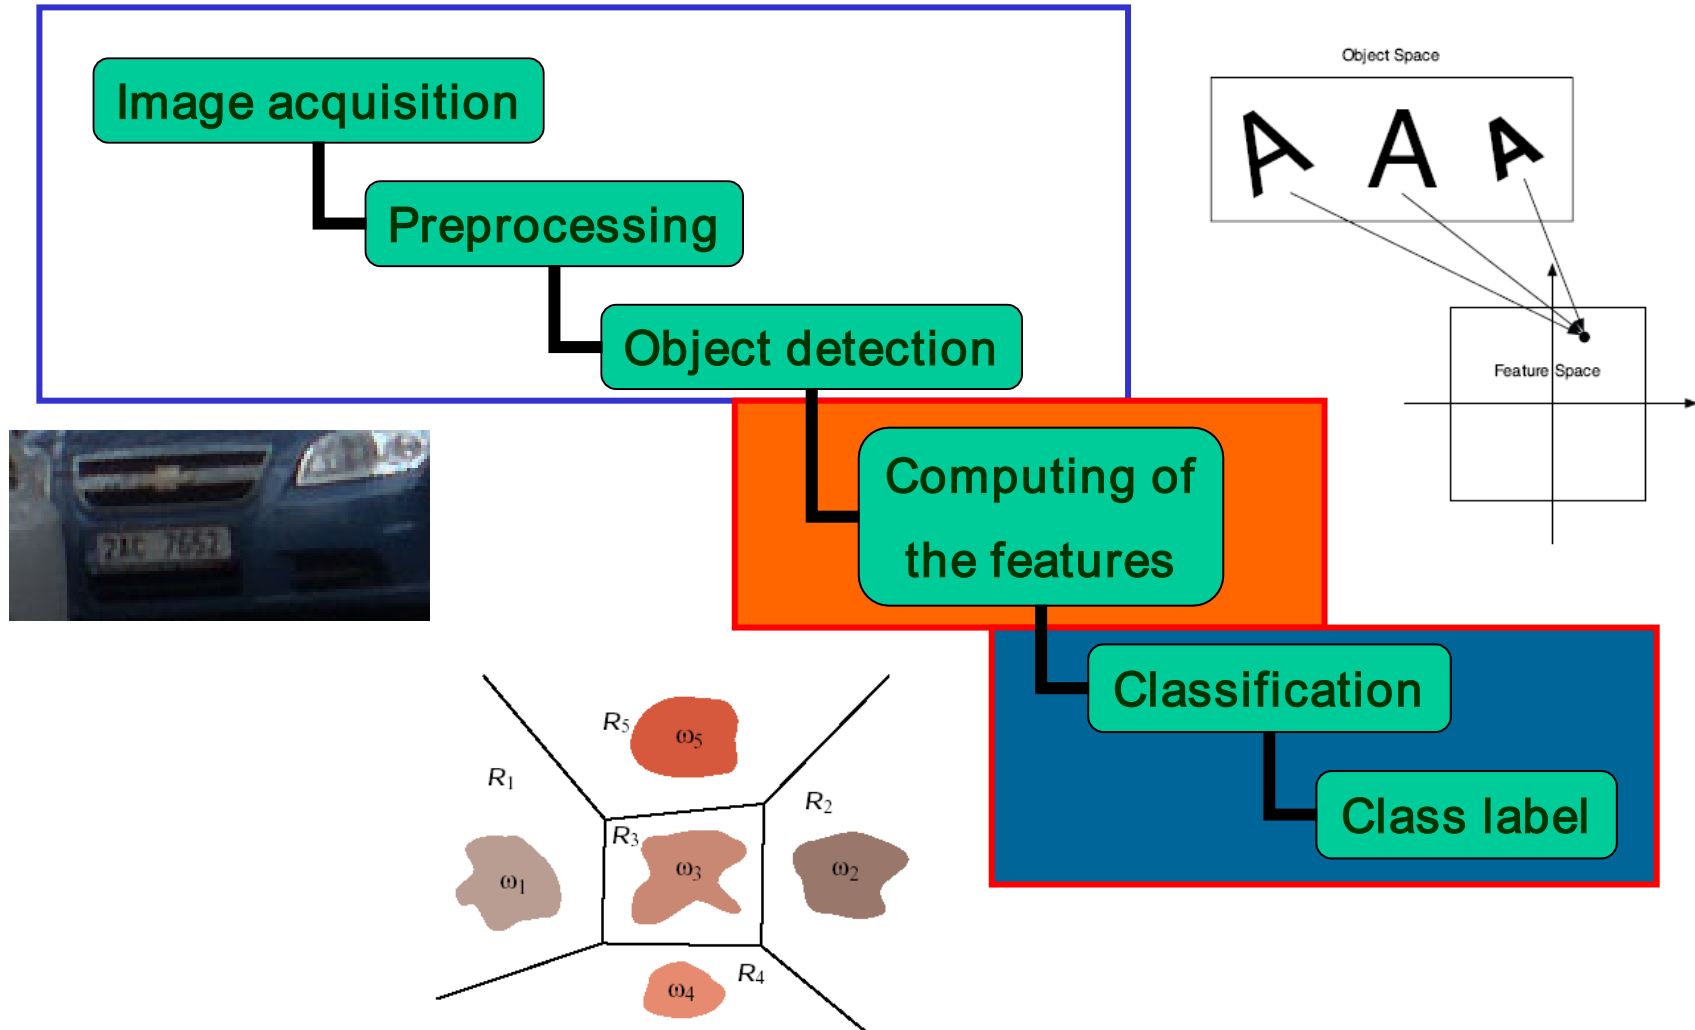 Image acquisition
Preprocessing
Object detection
Computing of
the features
Classification
Class label
Object Space
A A A
Feature Space
7652
R5
ω5
R1
R2
R3
ω3
ω1
ω2
R4
ω4